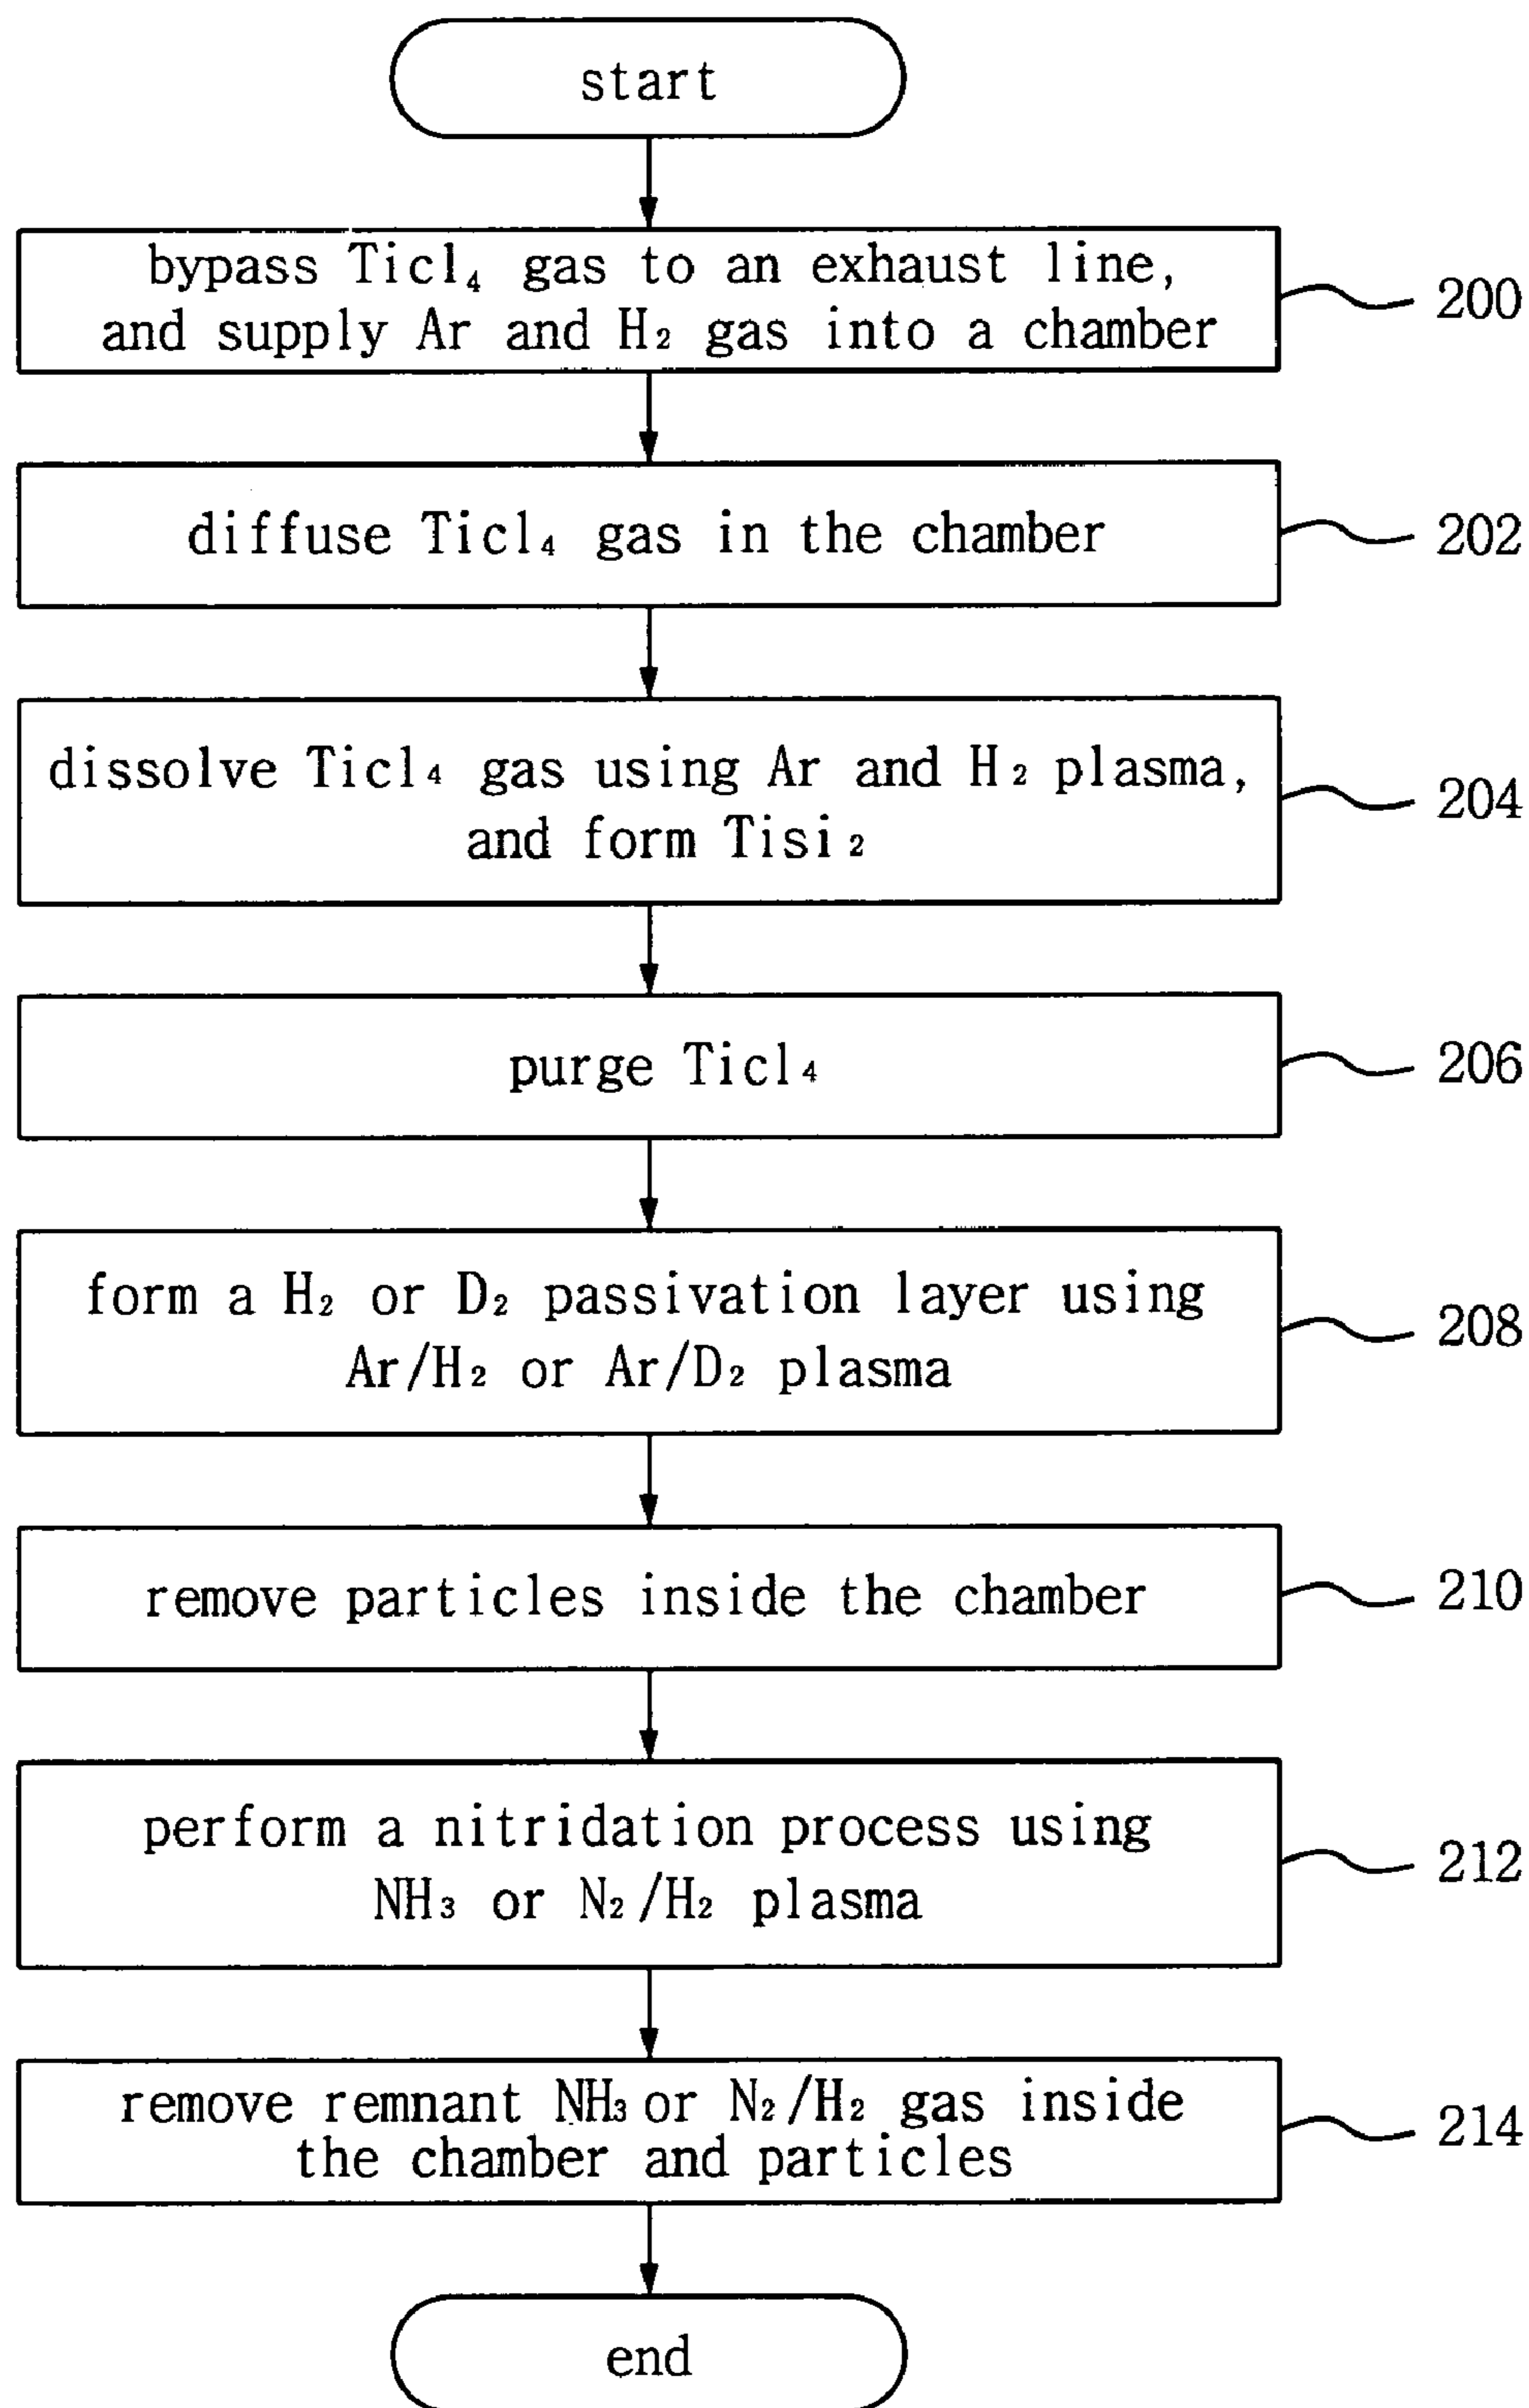 start
bypass Ticl₄ gas to an exhaust line,
and supply Ar and H₂ gas into a chamber
200
diffuse Ticl₄ gas in the chamber
202
dissolve Ticl₄ gas using Ar and H₂ plasma,
and form Tisi₂
204
purge Ticl₄
206
form a H₂ or D₂ passivation layer using
Ar/H₂ or Ar/D₂ plasma
208
remove particles inside the chamber
210
perform a nitridation process using
NH₃ or N₂/H₂ plasma
212
remove remnant NH₃ or N₂/H₂ gas inside
the chamber and particles
214
end